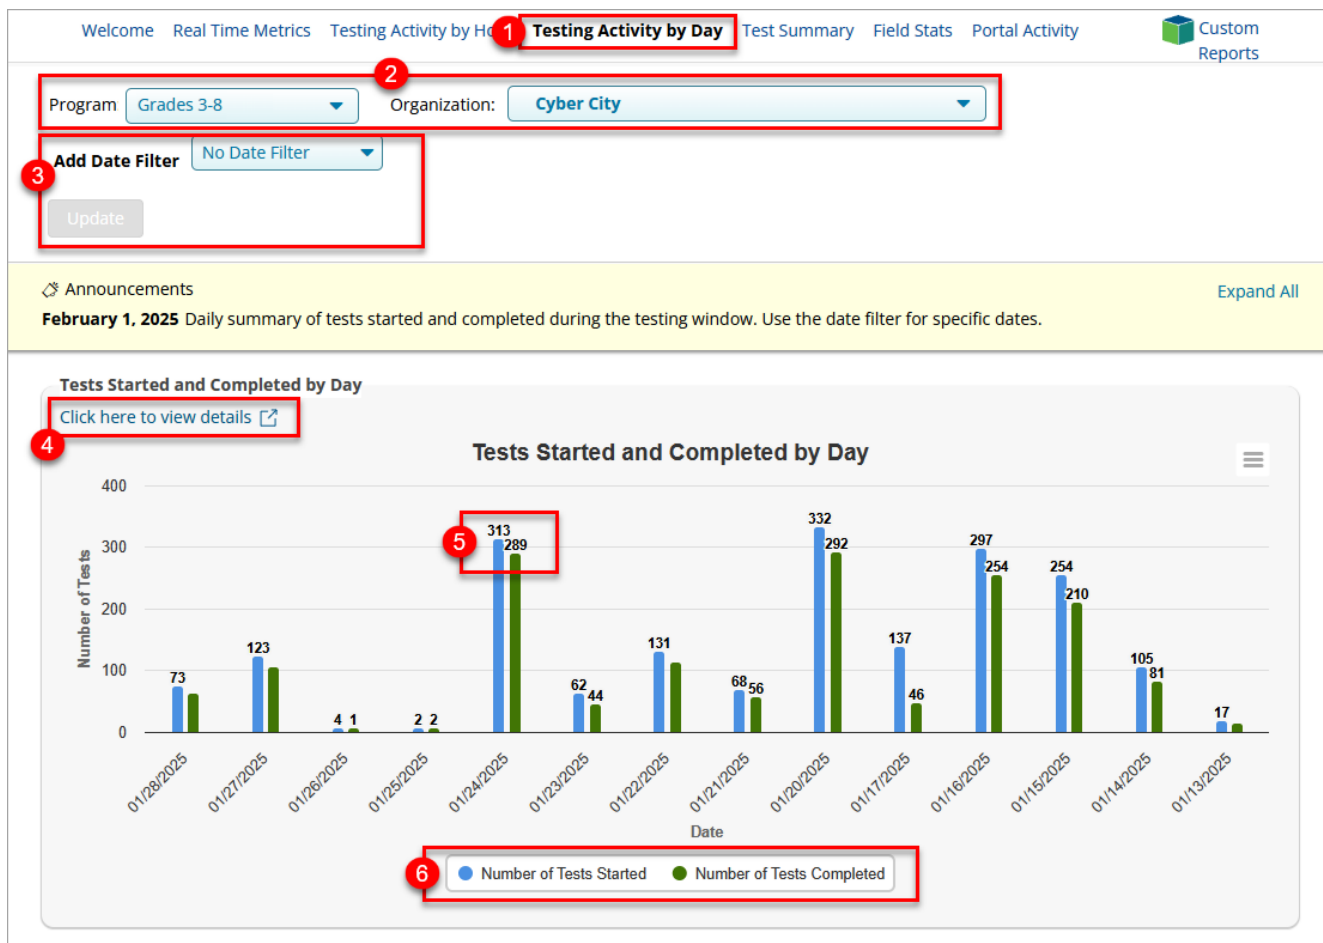 Welcome Real Time Metrics Testing Activity by Ho 1 Testing Activity by Day Test Summary Field Stats Portal Activity Custom
Reports
2
Program Grades 3-8 Organization: Cyber City
Add Date Filter No Date Filter
3
Update
Announcements Expand All
February 1, 2025 Daily summary of tests started and completed during the testing window. Use the date filter for specific dates.
Tests Started and Completed by Day
Click here to view details
4
Tests Started and Completed by Day
Number of Tests
400
300
200
100
0
73
123
4 1
2 2
5
313
289
62 44
131
68 56
332
292
137
46
297
254
254
210
105
81
17
01/28/2025 01/27/2025 01/26/2025 01/25/2025 01/24/2025 01/23/2025 01/22/2025 01/21/2025 01/20/2025 01/17/2025 01/16/2025 01/15/2025 01/14/2025 01/13/2025
Date
6 Number of Tests Started Number of Tests Completed